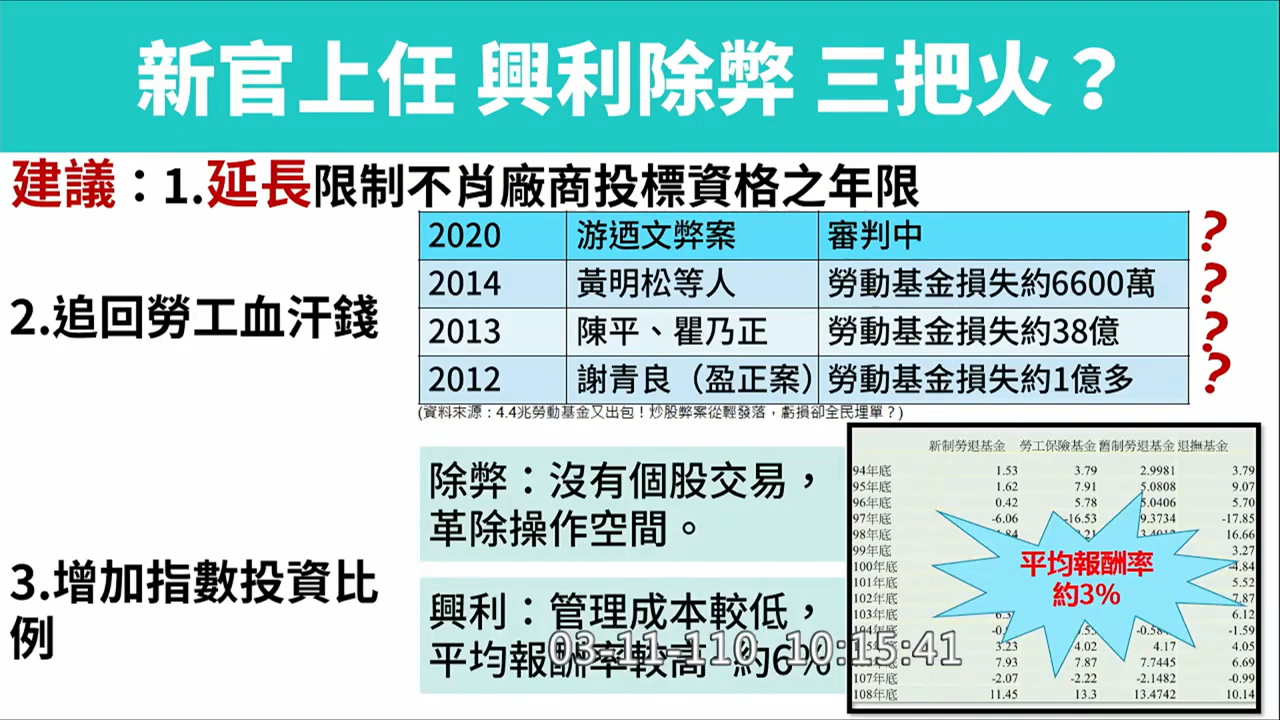 新官上任 興利除弊 三把火？
建議：1.延長限制不肖廠商投標資格之年限
2020 游迺文弊案 審判中 ?
2014 黃明松等人 勞動基金損失約6600萬 ?
2013 陳平、瞿乃正 勞動基金損失約38億 ?
2012 謝青良（盈正案） 勞動基金損失約1億多 ?
2.追回勞工血汗錢
(資料來源：4.4兆勞動基金又出包！炒股弊案從輕發落，虧損卻全民埋單？)
3.增加指數投資比
例
除弊：沒有個股交易，
革除操作空間。
興利：管理成本較低，
平均報酬率較高 約6%
03-11-110 10:15:41
新制勞退基金 勞工保險基金 舊制勞退基金 退撫基金
94年底 1.53 3.79 2.9981 3.79
95年底 1.62 7.91 5.0808 9.07
96年底 0.42 5.78 5.0406 5.70
97年底 -6.06 -16.53 9.3734 -17.85
98年底 16.66
99年底 3.27
100年底 -4.84
101年底 5.52
102年底 7.87
103年底 6.12
104年底 -1.59
3.23 4.02 4.17 4.05
7.93 7.87 7.7445 6.69
107年底 -2.07 -2.22 -2.1482 -0.99
108年底 11.45 13.3 13.4742 10.14
平均報酬率
約3%